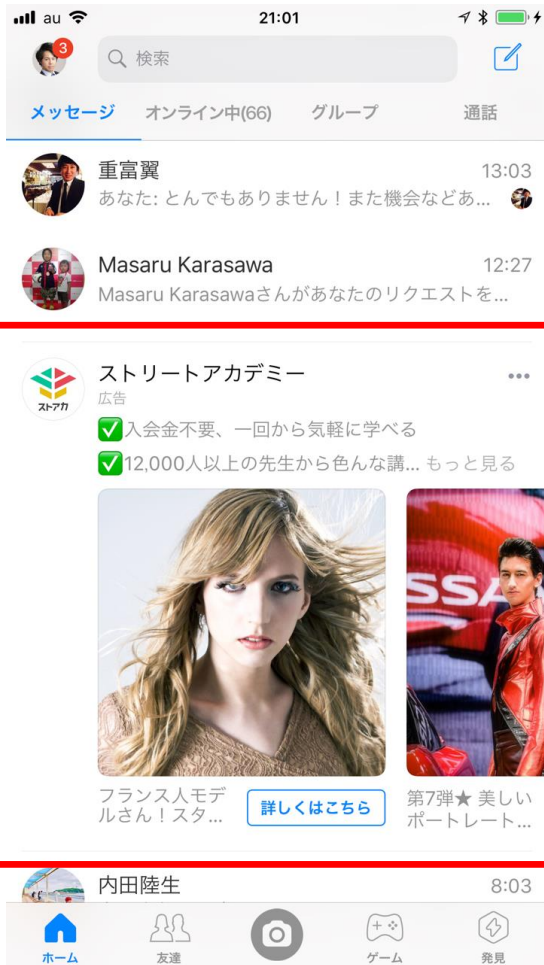 au 21:01
3
検索
メッセージ オンライン中(66) グループ 通話
重富翼 13:03
あなた: とんでもありません！また機会などあ...
Masaru Karasawa 12:27
Masaru Karasawaさんがあなたのリクエストを...
ストアカ
ストリートアカデミー
広告
✅入会金不要、一回から気軽に学べる
✅12,000人以上の先生から色んな講... もっと見る
NISSA
フランス人モデ
ルさん！スタ...
詳しくはこちら
第7弾★ 美しい
ポートレート...
内田陸生 8:03
ホーム 友達 ゲーム 発見